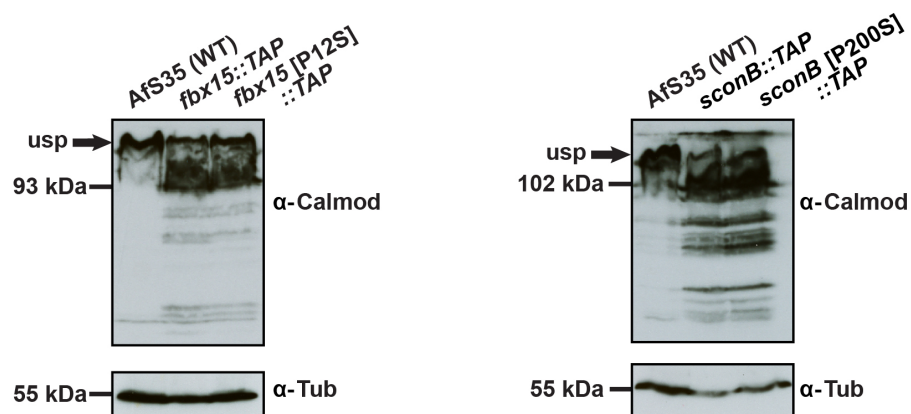 AfS35 (WT)
fbx15::TAP
fbx15 [P12S]
::TAP
usp
93 kDa
α-Calmod
55 kDa
α-Tub
AfS35 (WT)
sconB::TAP
sconB [P200S]
::TAP
usp
102 kDa
α-Calmod
55 kDa
α-Tub